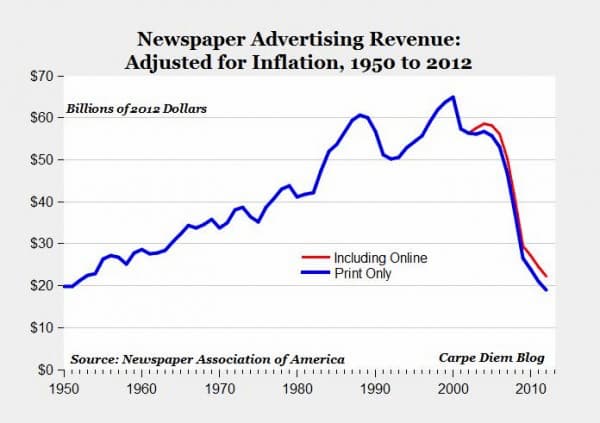 Newspaper Advertising Revenue:
Adjusted for Inflation, 1950 to 2012
$70
Billions of 2012 Dollars
$60
$50
$40
$30
Including Online
Print Only
$20
$10
Source: Newspaper Association of America
Carpe Diem Blog
$0
1950 1960 1970 1980 1990 2000 2010